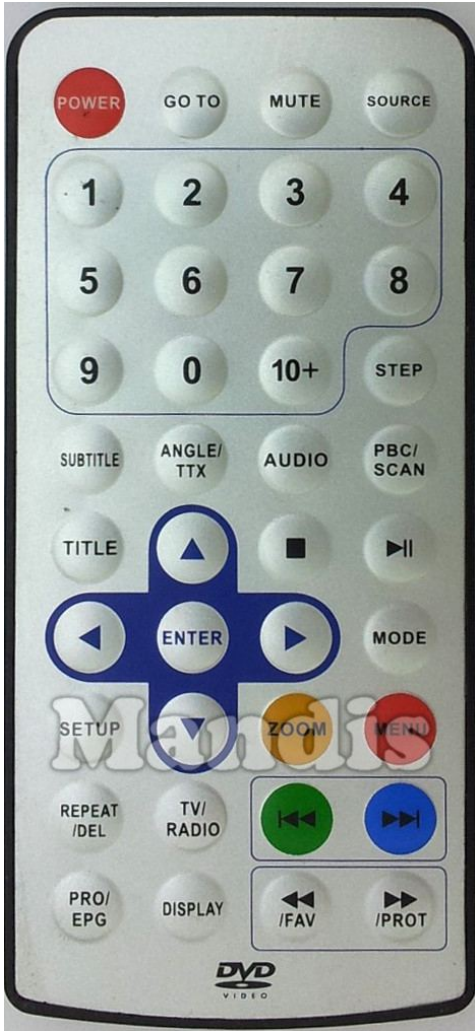 POWER GO TO MUTE SOURCE
1 2 3 4
5 6 7 8
9 0 10+ STEP
SUBTITLE ANGLE/ AUDIO PBC/
TTX SCAN
TITLE
ENTER MODE
SETUP ZOOM MENU
Mandis
REPEAT TV/
/DEL RADIO
PRO/ DISPLAY /FAV /PROT
EPG
DVD
VIDEO